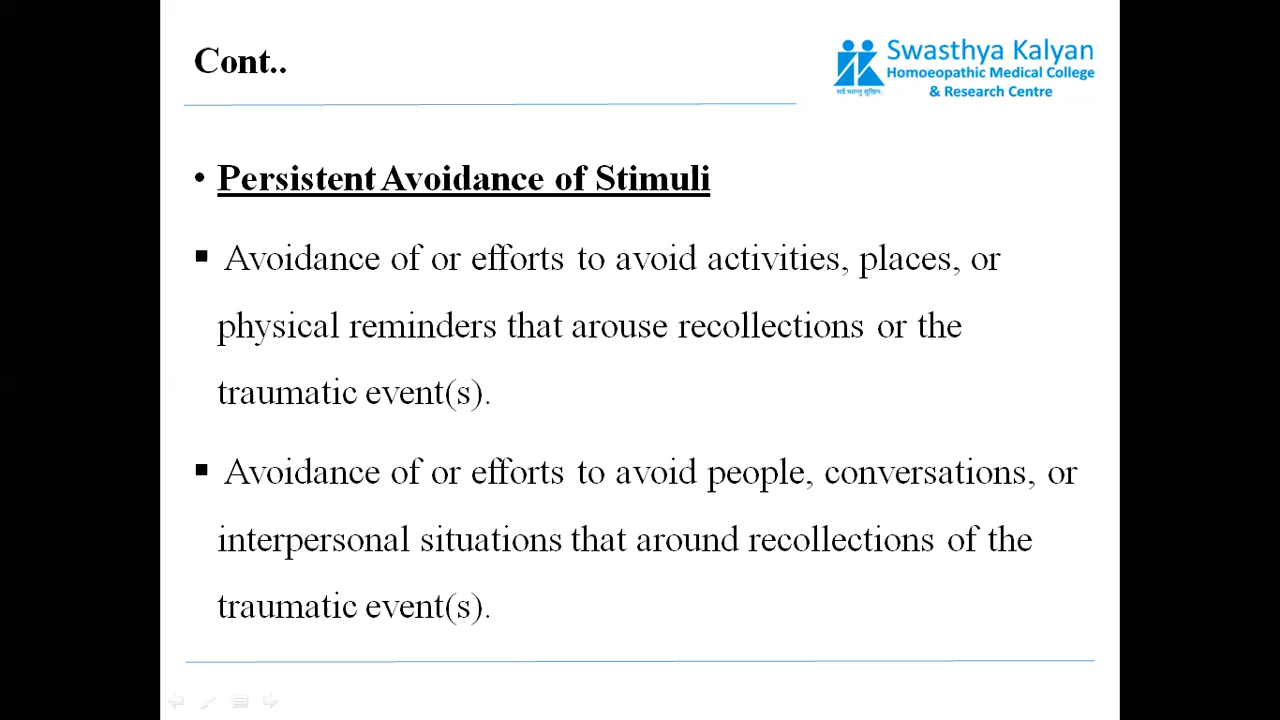 Cont..
Swasthya Kalyan
Homoeopathic Medical College
& Research Centre
सर्वे भवन्तु सुखिनः
• Persistent Avoidance of Stimuli
▪ Avoidance of or efforts to avoid activities, places, or
physical reminders that arouse recollections or the
traumatic event(s).
▪ Avoidance of or efforts to avoid people, conversations, or
interpersonal situations that around recollections of the
traumatic event(s).